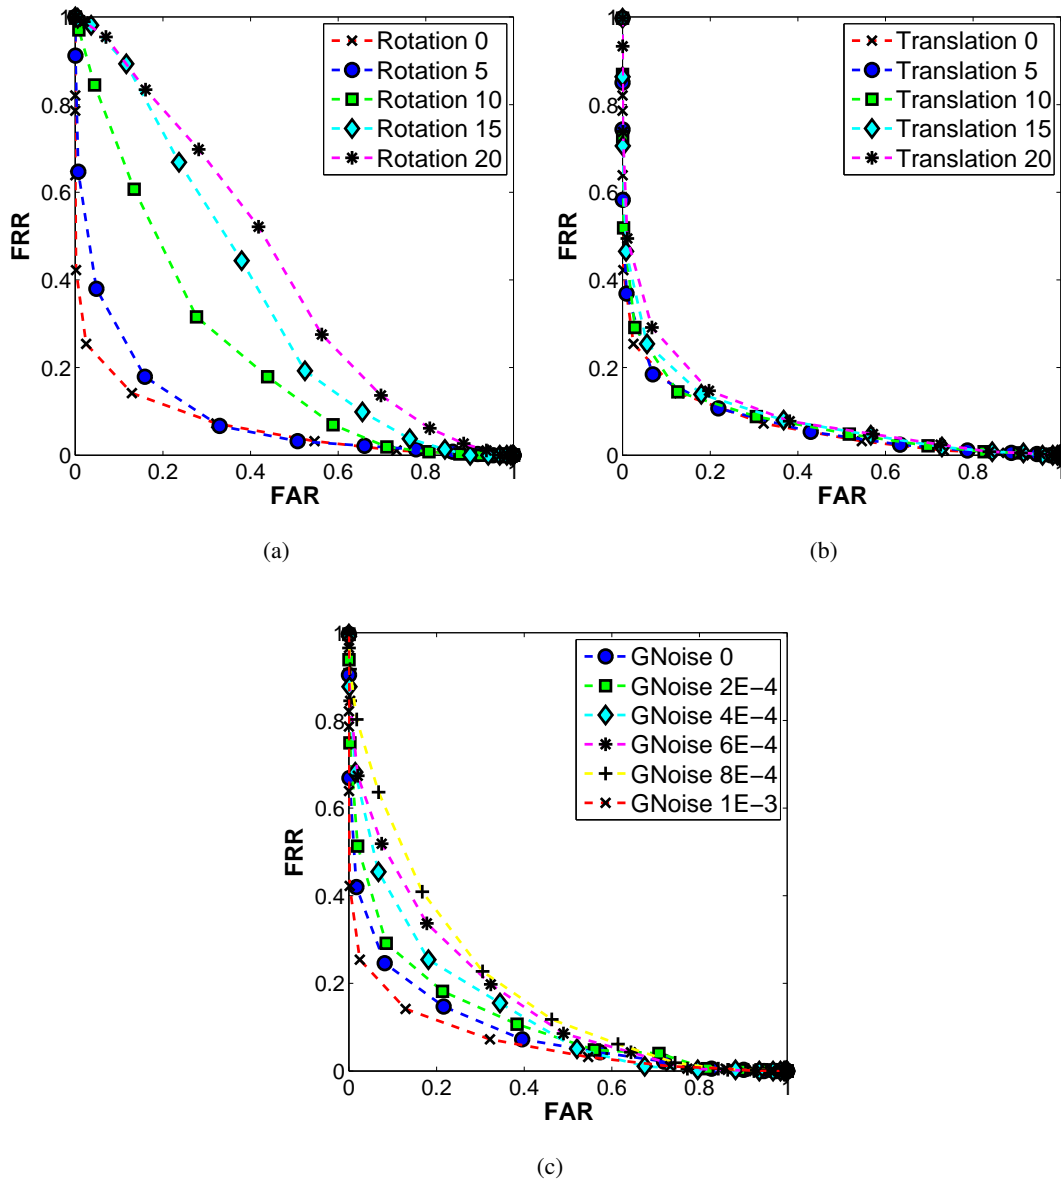 1
0.8
0.6
0.4
0.2
0
0
0.2
0.4
0.6
0.8
1
FRR
FAR
Rotation 0
Rotation 5
Rotation 10
Rotation 15
Rotation 20
(a)
1
0.8
0.6
0.4
0.2
0
0
0.2
0.4
0.6
0.8
1
FRR
FAR
Translation 0
Translation 5
Translation 10
Translation 15
Translation 20
(b)
1
0.8
0.6
0.4
0.2
0
0
0.2
0.4
0.6
0.8
1
FRR
FAR
GNoise 0
GNoise 2E−4
GNoise 4E−4
GNoise 6E−4
GNoise 8E−4
GNoise 1E−3
(c)